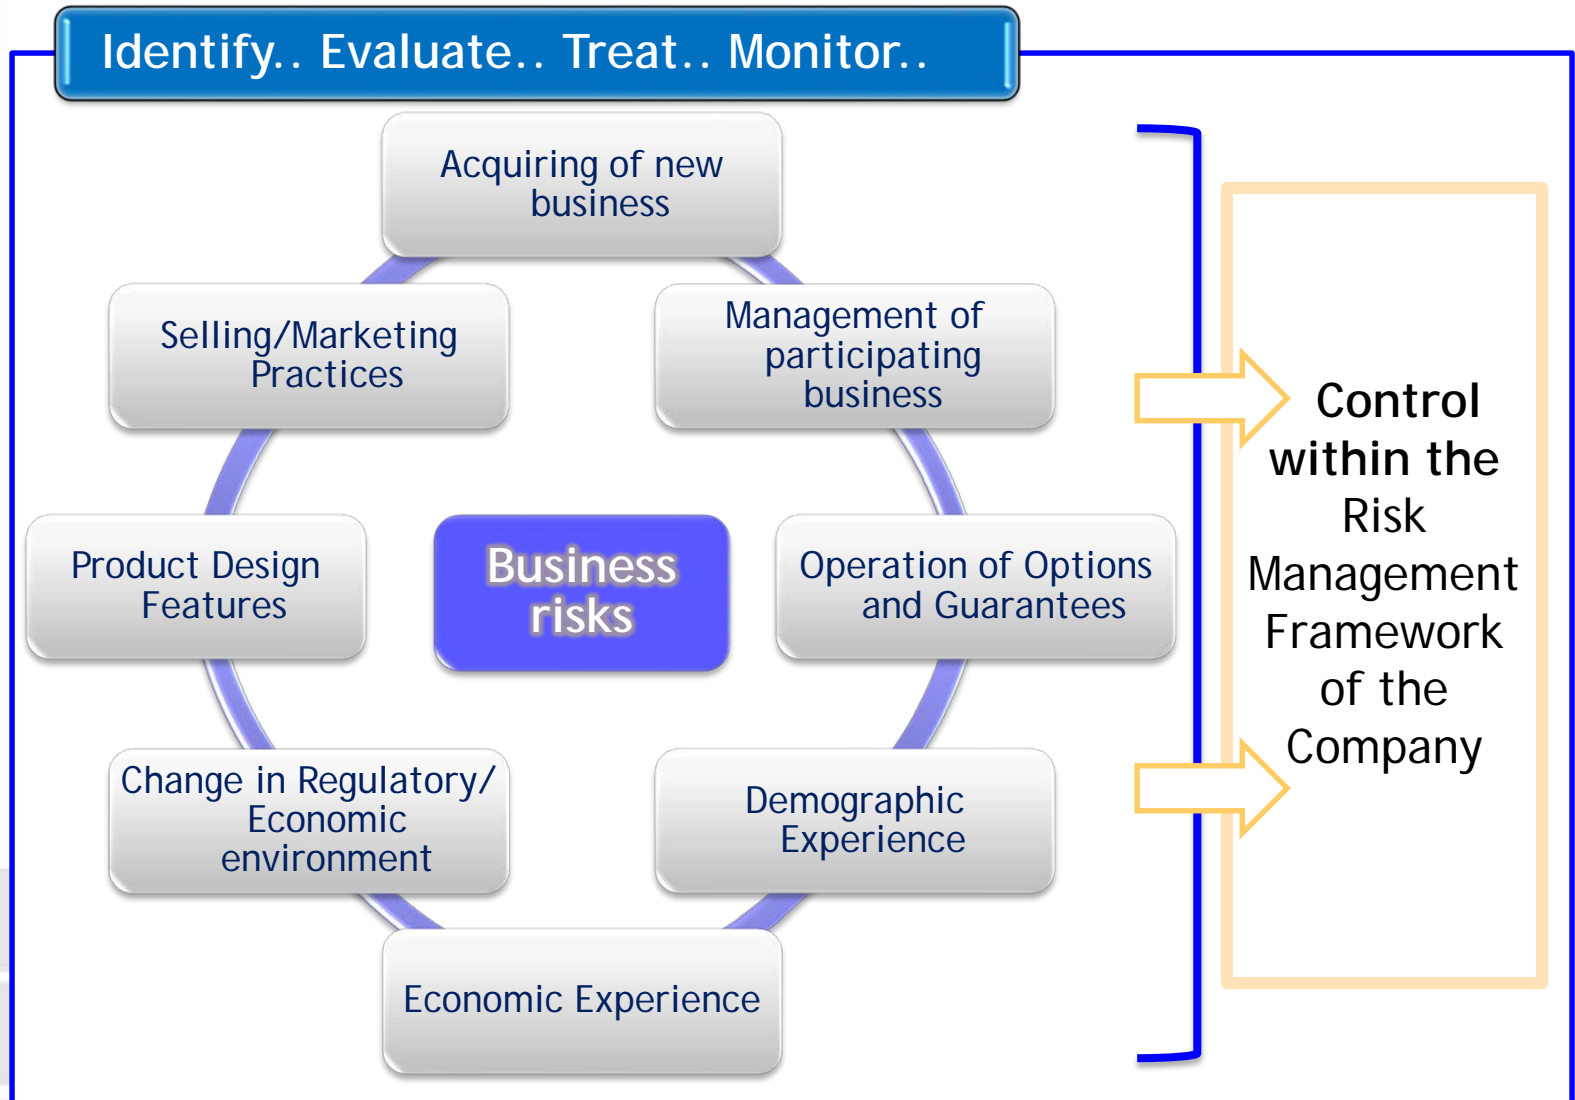 Identify.. Evaluate.. Treat.. Monitor..
Acquiring of new
business
Selling/Marketing
Practices
Management of
participating
business
Product Design
Features
Business
risks
Operation of Options
and Guarantees
Change in Regulatory/
Economic
environment
Demographic
Experience
Economic Experience
Control
within the
Risk
Management
Framework
of the
Company